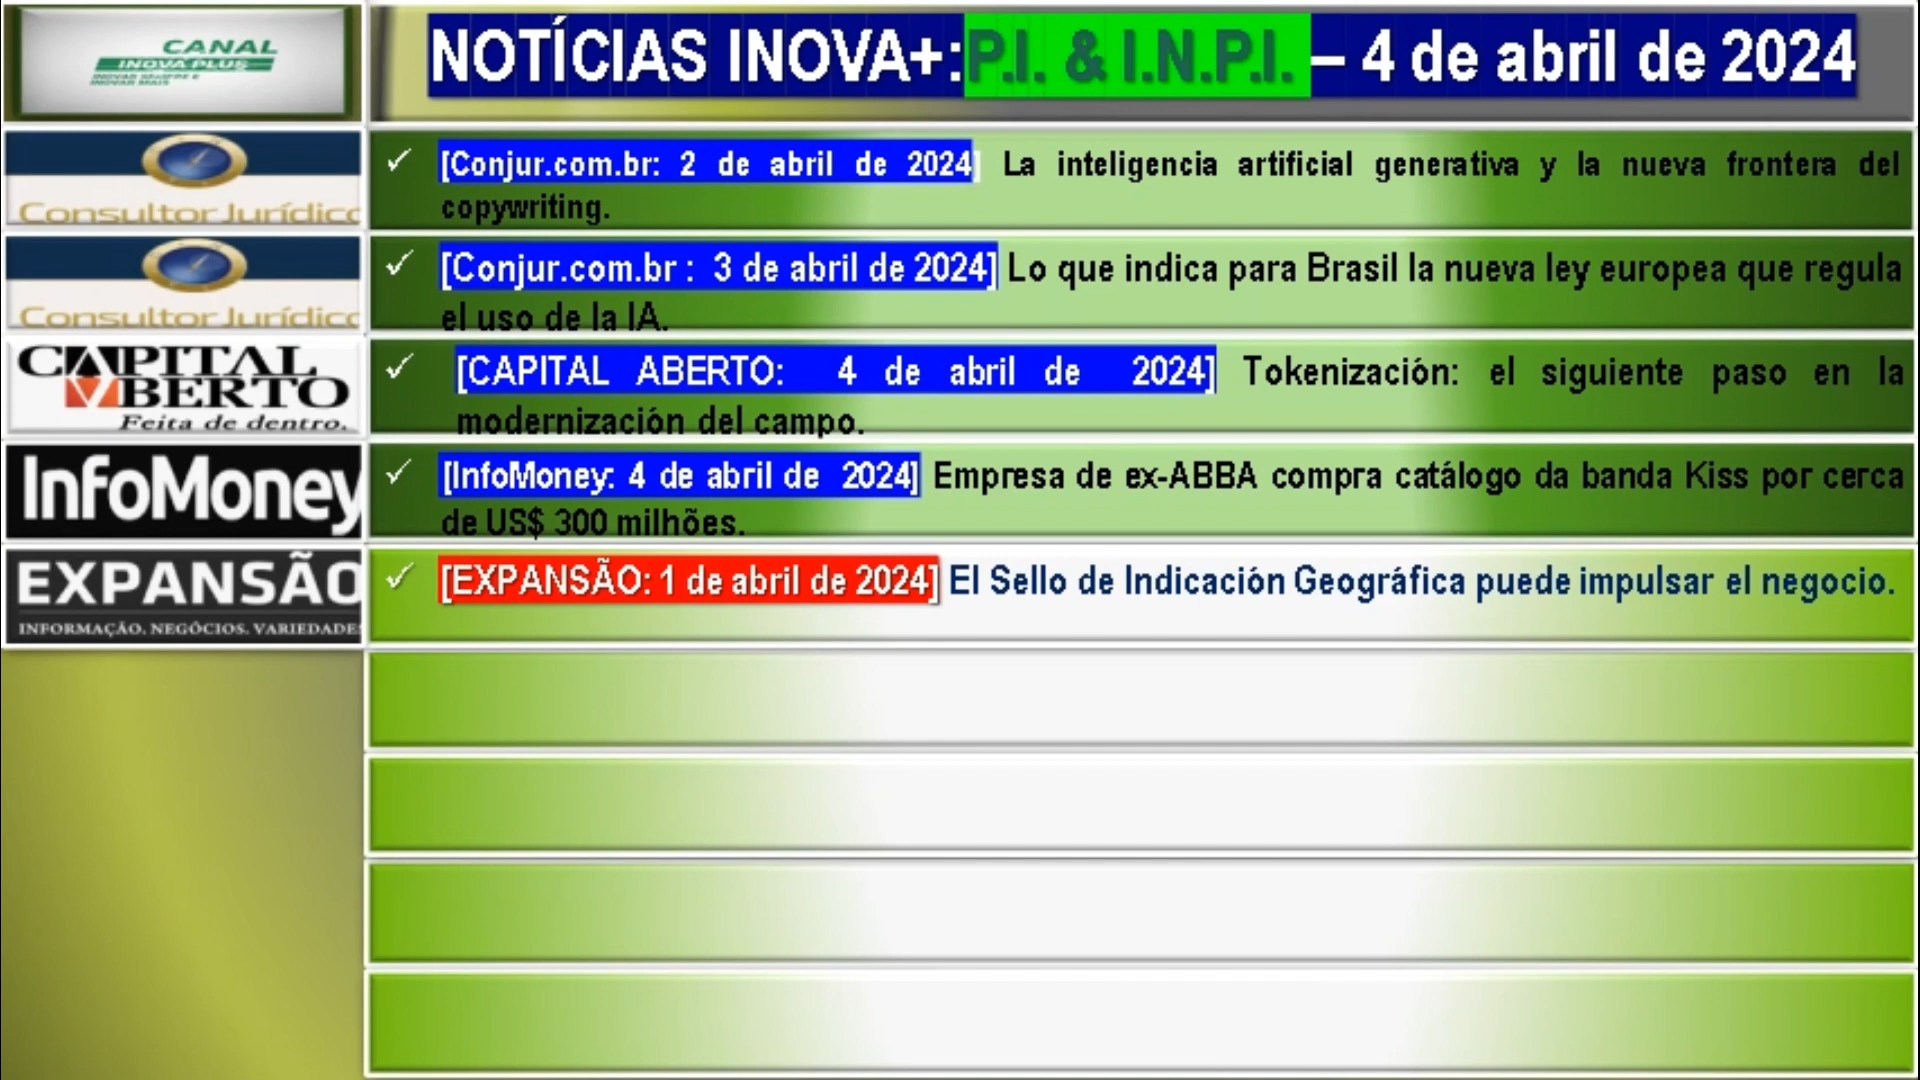 CANAL
INOVA PLUS
INOVAR SEMPRE E
INOVAR MAIS
NOTÍCIAS INOVA+:P.I. & I.N.P.I. – 4 de abril de 2024
Consultor Jurídico
✓ [Conjur.com.br: 2 de abril de 2024] La inteligencia artificial generativa y la nueva frontera del
copywriting.
Consultor Jurídico
✓ [Conjur.com.br : 3 de abril de 2024] Lo que indica para Brasil la nueva ley europea que regula
el uso de la IA.
CAPITAL
ABERTO
Feita de dentro.
✓ [CAPITAL ABERTO: 4 de abril de 2024] Tokenización: el siguiente paso en la
modernización del campo.
InfoMoney
✓ [InfoMoney: 4 de abril de 2024] Empresa de ex-ABBA compra catálogo da banda Kiss por cerca
de US$ 300 milhões.
EXPANSÃO
INFORMAÇÃO. NEGÓCIOS. VARIEDADE
✓ [EXPANSÃO: 1 de abril de 2024] El Sello de Indicación Geográfica puede impulsar el negocio.